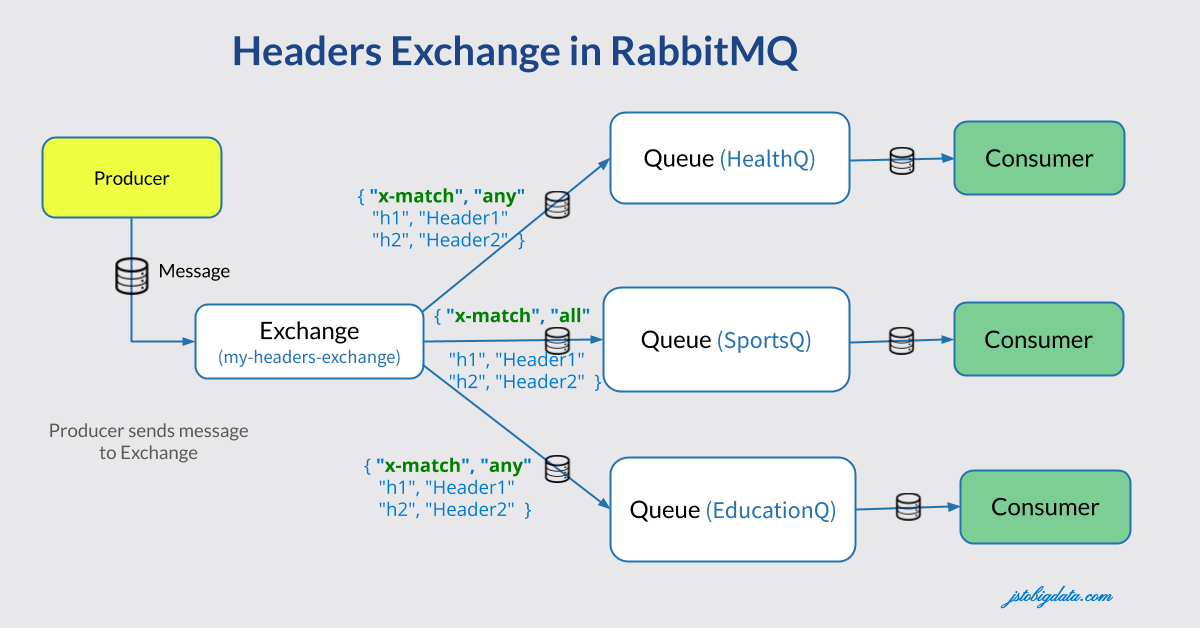 Headers Exchange in RabbitMQ
Producer
Message
Exchange
(my-headers-exchange)
Producer sends message
to Exchange
{ "x-match", "any"
"h1", "Header1"
"h2", "Header2" }
Queue (HealthQ)
Consumer
{ "x-match", "all"
"h1", "Header1"
"h2", "Header2" }
Queue (SportsQ)
Consumer
{ "x-match", "any"
"h1", "Header1"
"h2", "Header2" }
Queue (EducationQ)
Consumer
jstobigdata.com